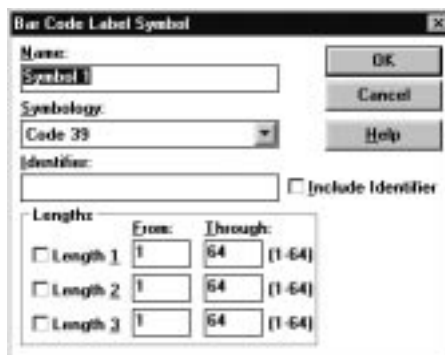 Bar Code Label Symbol
Name:
Symbol 1
OK
Cancel
Symbology:
Code 39
Help
Identifier:
Include Identifier
Lengths
From: Through:
Length 1 1 64 (1-64)
Length 2 1 64 (1-64)
Length 3 1 64 (1-64)